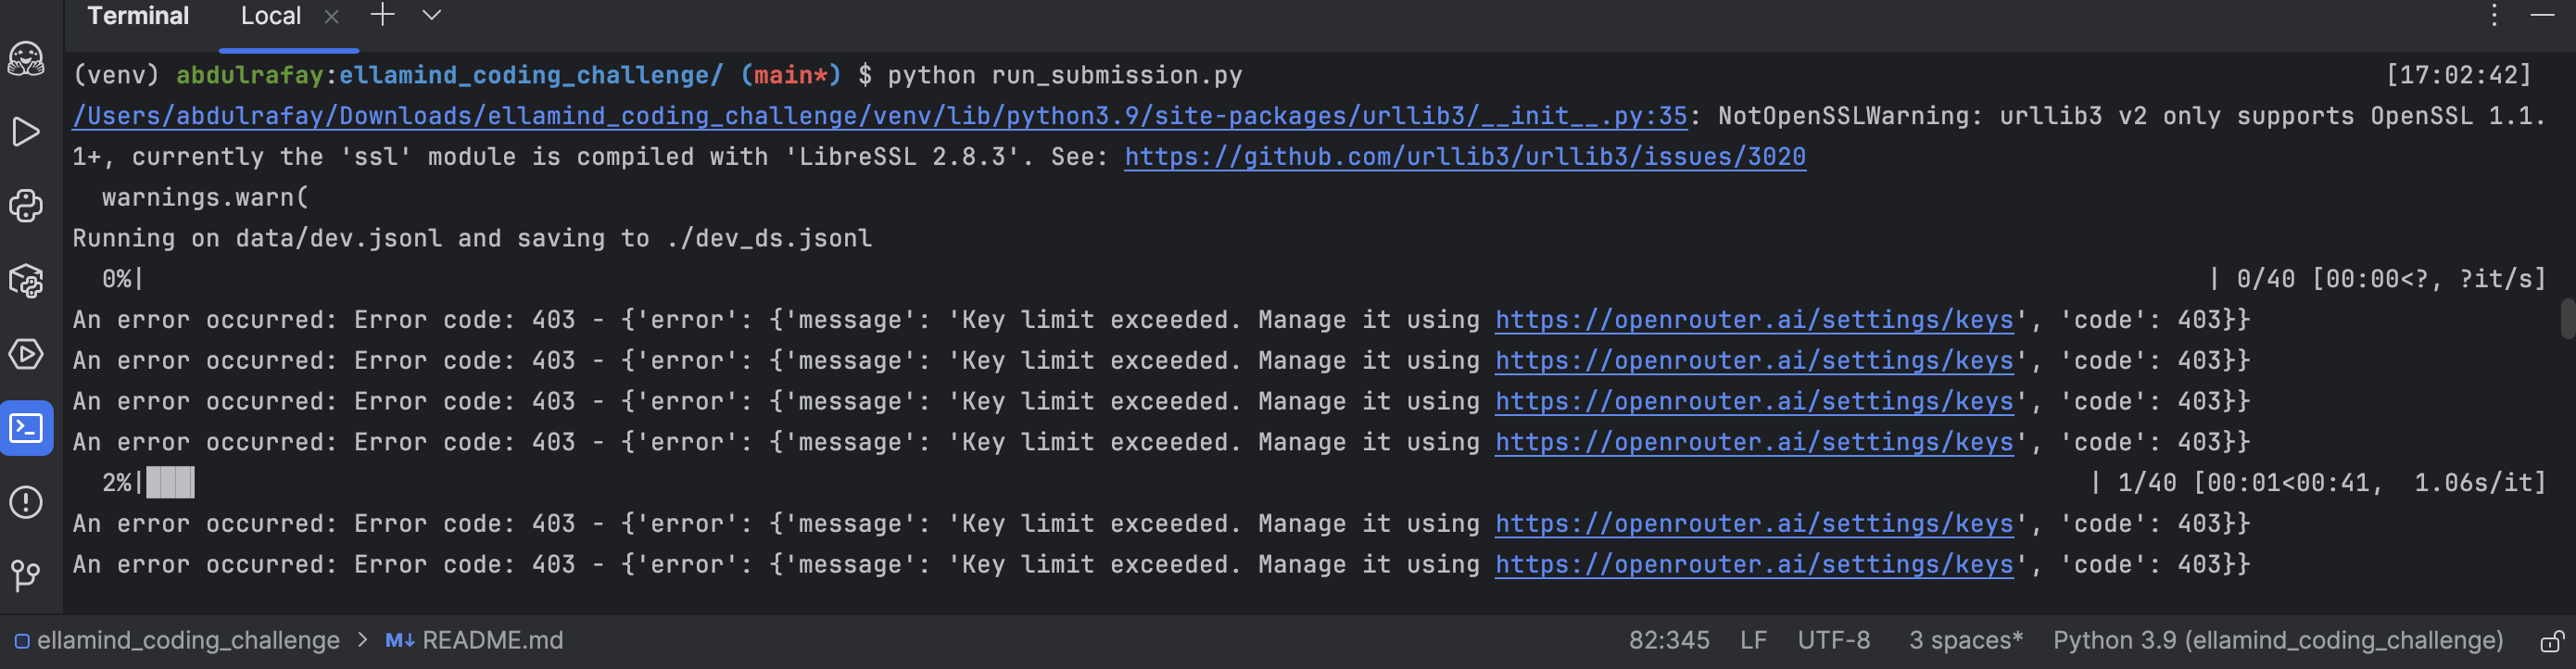 Terminal Local
(venv) abdulrafay:ellamind_coding_challenge/ (main*) $ python run_submission.py [17:02:42]
/Users/abdulrafay/Downloads/ellamind_coding_challenge/venv/lib/python3.9/site-packages/urllib3/__init__.py:35: NotOpenSSLWarning: urllib3 v2 only supports OpenSSL 1.1.
1+, currently the 'ssl' module is compiled with 'LibreSSL 2.8.3'. See: https://github.com/urllib3/urllib3/issues/3020
warnings.warn(
Running on data/dev.jsonl and saving to ./dev_ds.jsonl
0%| | 0/40 [00:00<?, ?it/s]
An error occurred: Error code: 403 - {'error': {'message': 'Key limit exceeded. Manage it using https://openrouter.ai/settings/keys', 'code': 403}}
An error occurred: Error code: 403 - {'error': {'message': 'Key limit exceeded. Manage it using https://openrouter.ai/settings/keys', 'code': 403}}
An error occurred: Error code: 403 - {'error': {'message': 'Key limit exceeded. Manage it using https://openrouter.ai/settings/keys', 'code': 403}}
An error occurred: Error code: 403 - {'error': {'message': 'Key limit exceeded. Manage it using https://openrouter.ai/settings/keys', 'code': 403}}
2%|███ | 1/40 [00:01<00:41, 1.06s/it]
An error occurred: Error code: 403 - {'error': {'message': 'Key limit exceeded. Manage it using https://openrouter.ai/settings/keys', 'code': 403}}
An error occurred: Error code: 403 - {'error': {'message': 'Key limit exceeded. Manage it using https://openrouter.ai/settings/keys', 'code': 403}}
ellamind_coding_challenge > M↓ README.md 82:345 LF UTF-8 3 spaces* Python 3.9 (ellamind_coding_challenge)